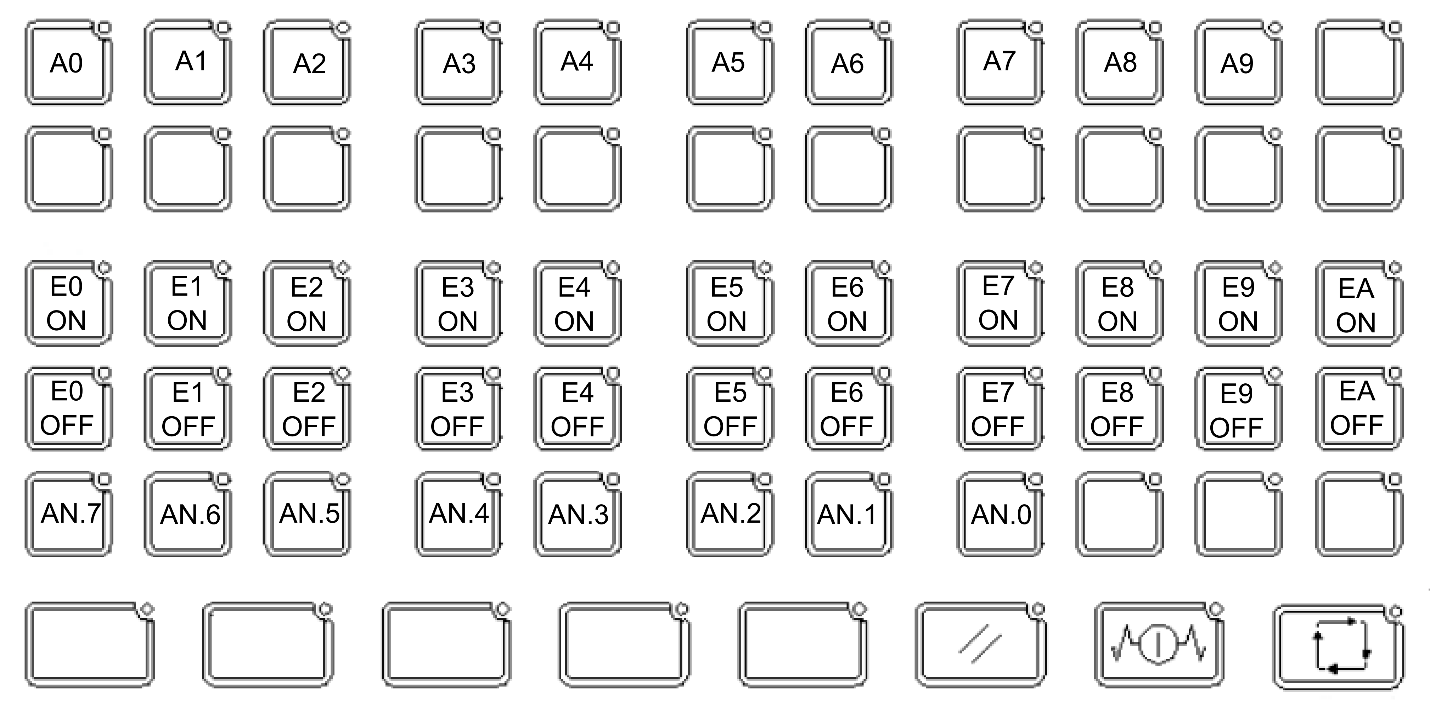 A0 A1 A2 A3 A4 A5 A6 A7 A8 A9
E0 E1 E2 E3 E4 E5 E6 E7 E8 E9 EA
ON ON ON ON ON ON ON ON ON ON ON
E0 E1 E2 E3 E4 E5 E6 E7 E8 E9 EA
OFF OFF OFF OFF OFF OFF OFF OFF OFF OFF OFF
AN.7 AN.6 AN.5 AN.4 AN.3 AN.2 AN.1 AN.0